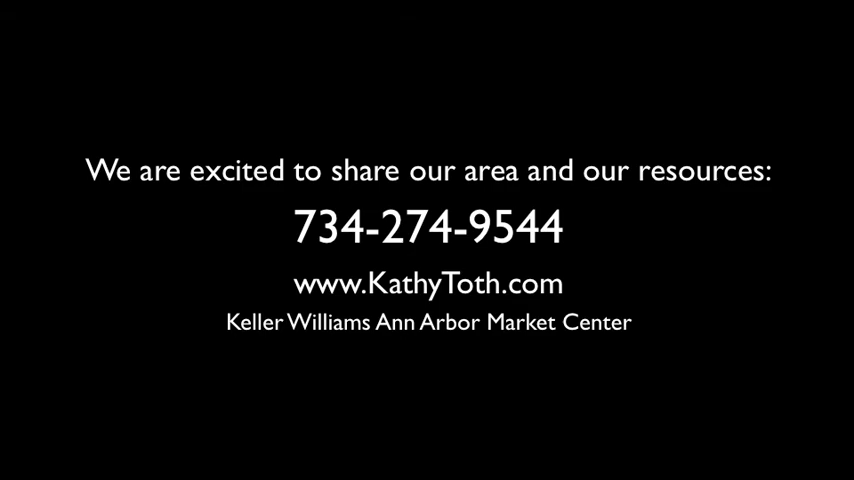 We are excited to share our area and our resources:
734-274-9544
www.KathyToth.com
Keller Williams Ann Arbor Market Center